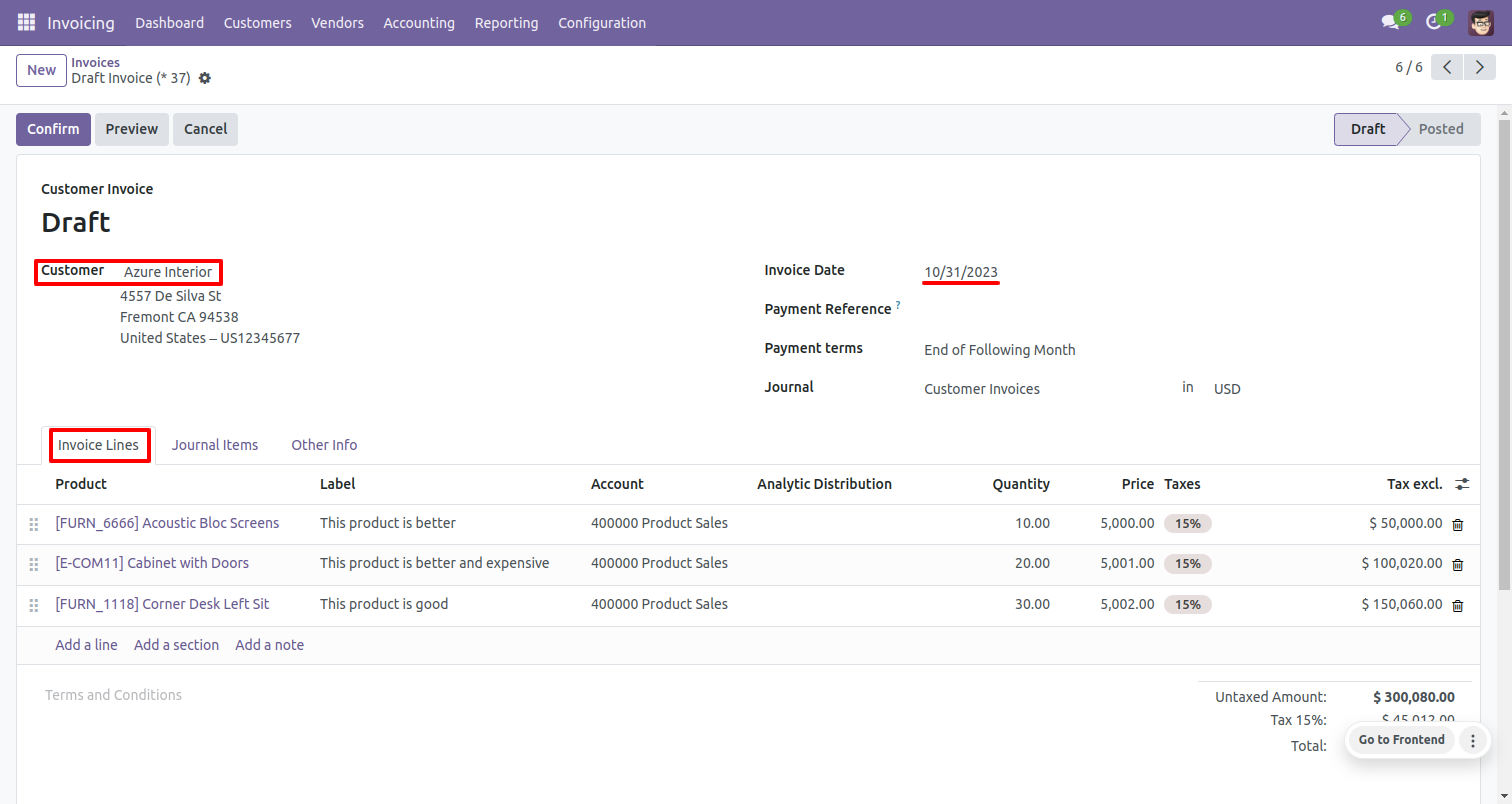 Invoicing Dashboard Customers Vendors Accounting Reporting Configuration 6 1
New Invoices
Draft Invoice (* 37) 6 / 6
Confirm Preview Cancel Draft Posted
Customer Invoice
Draft
Customer Azure Interior Invoice Date 10/31/2023
4557 De Silva St
Fremont CA 94538 Payment Reference ?
United States – US12345677
Payment terms End of Following Month
Journal Customer Invoices in USD
Invoice Lines Journal Items Other Info
Product Label Account Analytic Distribution Quantity Price Taxes Tax excl.
[FURN_6666] Acoustic Bloc Screens This product is better 400000 Product Sales 10.00 5,000.00 15% $ 50,000.00
[E-COM11] Cabinet with Doors This product is better and expensive 400000 Product Sales 20.00 5,001.00 15% $ 100,020.00
[FURN_1118] Corner Desk Left Sit This product is good 400000 Product Sales 30.00 5,002.00 15% $ 150,060.00
Add a line Add a section Add a note
Terms and Conditions Untaxed Amount: $ 300,080.00
Tax 15%: $ 45,012.00
Total: Go to Frontend